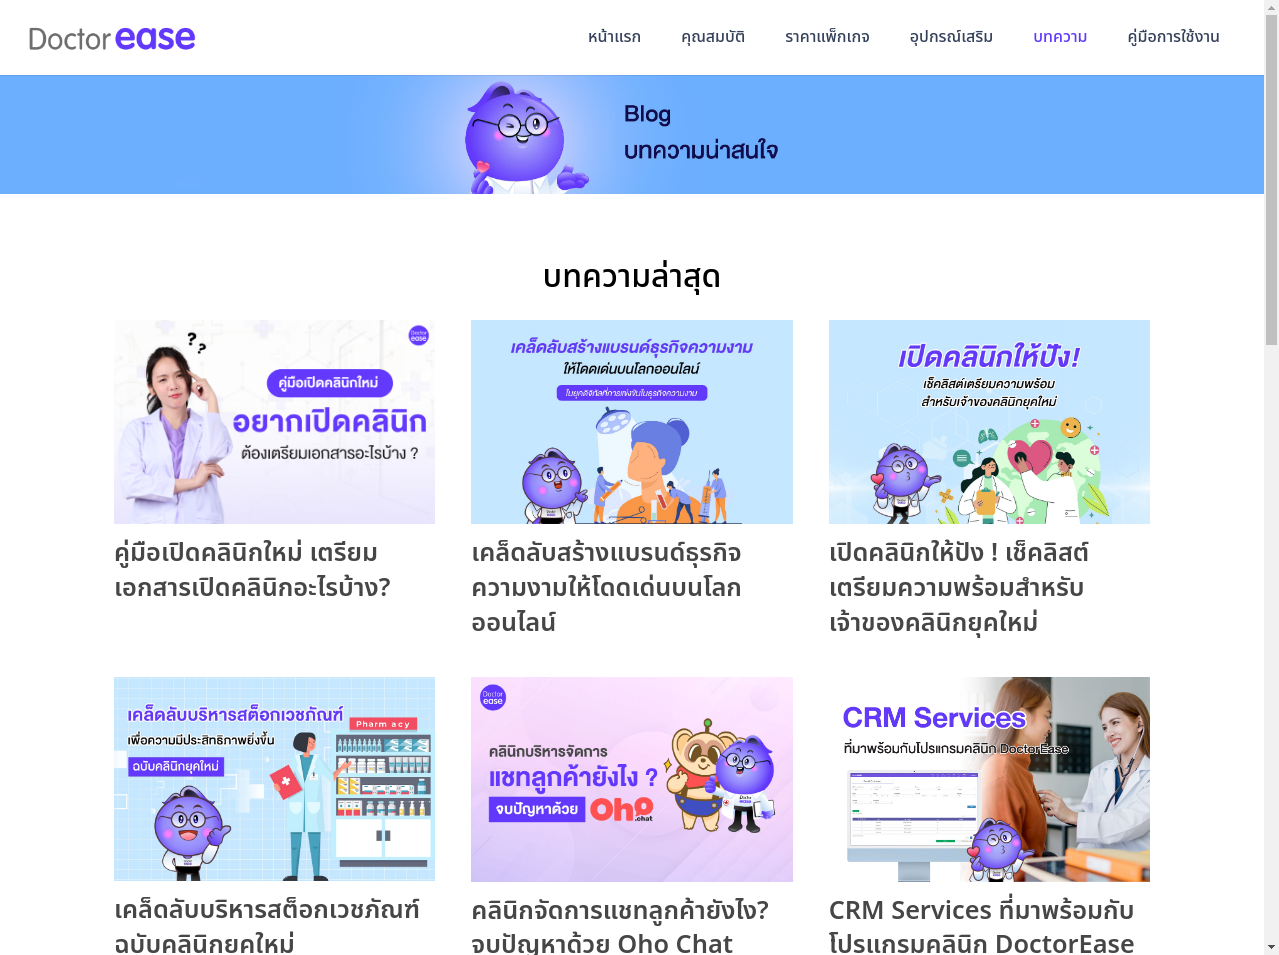 Doctor ease
หน้าแรก
คุณสมบัติ
ราคาแพ็กเกจ
อุปกรณ์เสริม
บทความ
คู่มือการใช้งาน
Blog
บทความน่าสนใจ
บทความล่าสุด
Doctor
ease
? ?
คู่มือเปิดคลินิกใหม่
อยากเปิดคลินิก
ต้องเตรียมเอกสารอะไรบ้าง ?
เคล็ดลับสร้างแบรนด์ธุรกิจความงาม
ให้โดดเด่นบนโลกออนไลน์
ในยุคดิจิทัลที่การแข่งขันในธุรกิจความงาม
เปิดคลินิกให้ปัง!
เช็คลิสต์เตรียมความพร้อม
สำหรับเจ้าของคลินิกยุคใหม่
คู่มือเปิดคลินิกใหม่ เตรียม
เอกสารเปิดคลินิกอะไรบ้าง?
เคล็ดลับสร้างแบรนด์ธุรกิจ
ความงามให้โดดเด่นบนโลก
ออนไลน์
เปิดคลินิกให้ปัง ! เช็คลิสต์
เตรียมความพร้อมสำหรับ
เจ้าของคลินิกยุคใหม่
เคล็ดลับบริหารสต็อกเวชภัณฑ์
เพื่อความมีประสิทธิภาพยิ่งขึ้น
ฉบับคลินิกยุคใหม่
Pharmacy
Doctor
ease
คลินิกบริหารจัดการ
แชทลูกค้ายังไง ?
จบปัญหาด้วย Oho.chat
Doctor
ease
CRM Services
ที่มาพร้อมกับโปรแกรมคลินิก DoctorEase
เคล็ดลับบริหารสต็อกเวชภัณฑ์
ฉบับคลินิกยุคใหม่
คลินิกจัดการแชทลูกค้ายังไง?
จบปัญหาด้วย Oho Chat
CRM Services ที่มาพร้อมกับ
โปรแกรมคลินิก DoctorEase